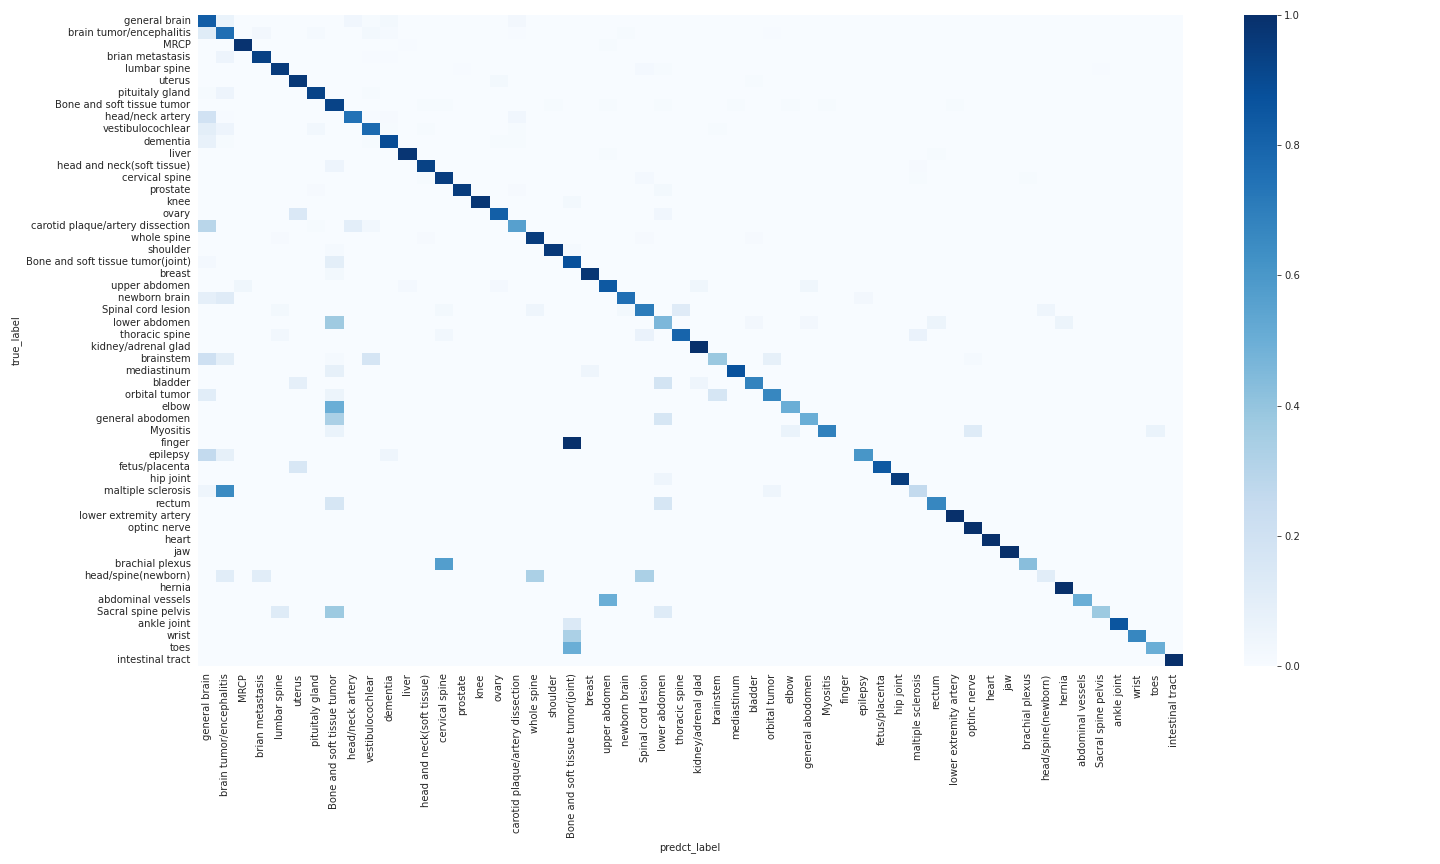 general brain
brain tumor/encephalitis
MRCP
brian metastasis
lumbar spine
uterus
pituitaly gland
Bone and soft tissue tumor
head/neck artery
vestibulocochlear
dementia
liver
head and neck(soft tissue)
cervical spine
prostate
knee
ovary
carotid plaque/artery dissection
whole spine
shoulder
Bone and soft tissue tumor(joint)
breast
upper abdomen
newborn brain
Spinal cord lesion
lower abdomen
thoracic spine
kidney/adrenal glad
brainstem
mediastinum
bladder
orbital tumor
elbow
general abodomen
Myositis
finger
epilepsy
fetus/placenta
hip joint
maltiple sclerosis
rectum
lower extremity artery
optinc nerve
heart
jaw
brachial plexus
head/spine(newborn)
hernia
abdominal vessels
Sacral spine pelvis
ankle joint
wrist
toes
intestinal tract
true_label
general brain
brain tumor/encephalitis
MRCP
brian metastasis
lumbar spine
uterus
pituitaly gland
Bone and soft tissue tumor
head/neck artery
vestibulocochlear
dementia
liver
head and neck(soft tissue)
cervical spine
prostate
knee
ovary
carotid plaque/artery dissection
whole spine
shoulder
Bone and soft tissue tumor(joint)
breast
upper abdomen
newborn brain
Spinal cord lesion
lower abdomen
thoracic spine
kidney/adrenal glad
brainstem
mediastinum
bladder
orbital tumor
elbow
general abodomen
Myositis
finger
epilepsy
fetus/placenta
hip joint
maltiple sclerosis
rectum
lower extremity artery
optinc nerve
heart
jaw
brachial plexus
head/spine(newborn)
hernia
abdominal vessels
Sacral spine pelvis
ankle joint
wrist
toes
intestinal tract
predct_label
1.0
0.8
0.6
0.4
0.2
0.0